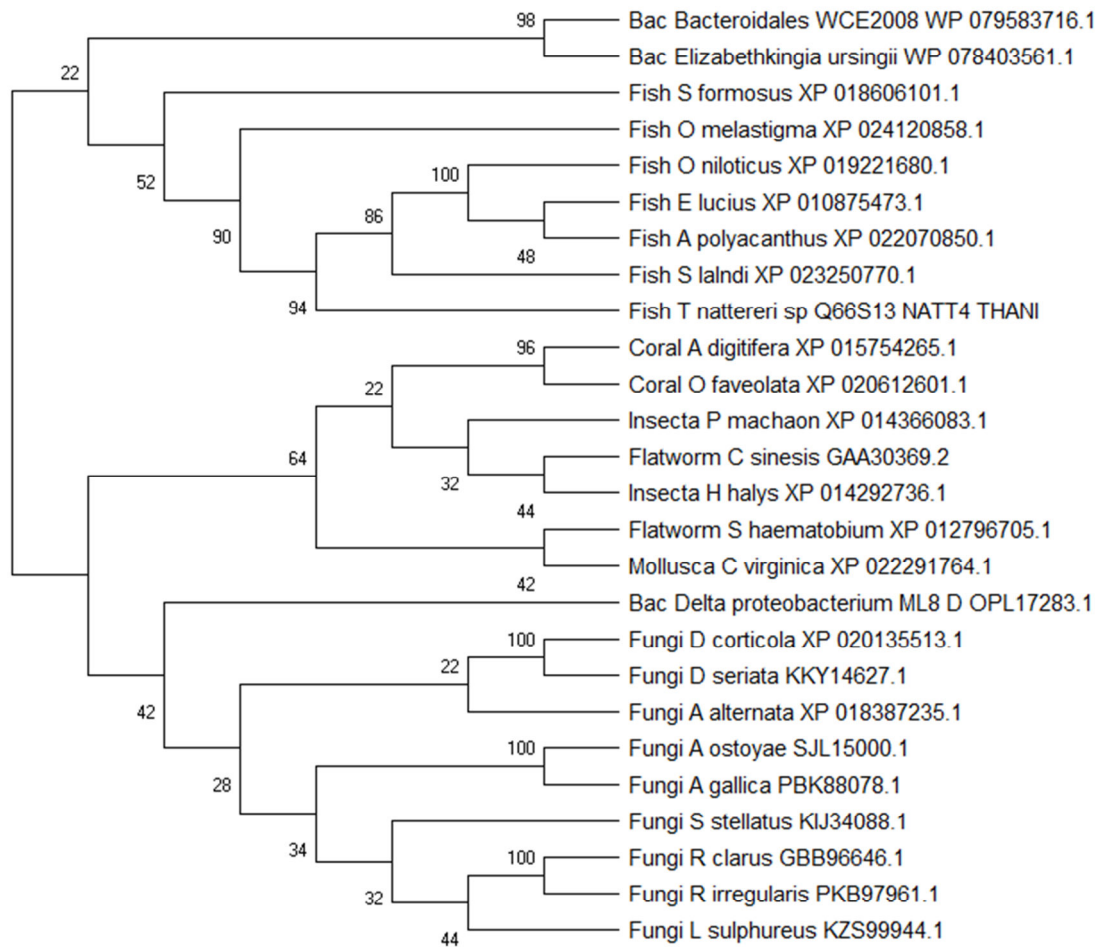 98
Bac Bacteroidales WCE2008 WP 079583716.1
Bac Elizabethkingia ursingii WP 078403561.1
22
Fish S formosus XP 018606101.1
Fish O melastigma XP 024120858.1
Fish O niloticus XP 019221680.1
100
52
Fish E lucius XP 010875473.1
86
90
Fish A polyacanthus XP 022070850.1
48
Fish S lalndi XP 023250770.1
94
Fish T nattereri sp Q66S13 NATT4 THANI
96
Coral A digitifera XP 015754265.1
Coral O faveolata XP 020612601.1
22
Insecta P machaon XP 014366083.1
64
Flatworm C sinesis GAA30369.2
32
Insecta H halys XP 014292736.1
44
Flatworm S haematobium XP 012796705.1
Mollusca C virginica XP 022291764.1
42
Bac Delta proteobacterium ML8 D OPL17283.1
100
Fungi D corticola XP 020135513.1
22
Fungi D seriata KKY14627.1
42
Fungi A alternata XP 018387235.1
100
Fungi A ostoyae SJL15000.1
28
Fungi A gallica PBK88078.1
Fungi S stellatus KIJ34088.1
34
100
Fungi R clarus GBB96646.1
32
Fungi R irregularis PKB97961.1
44
Fungi L sulphureus KZS99944.1